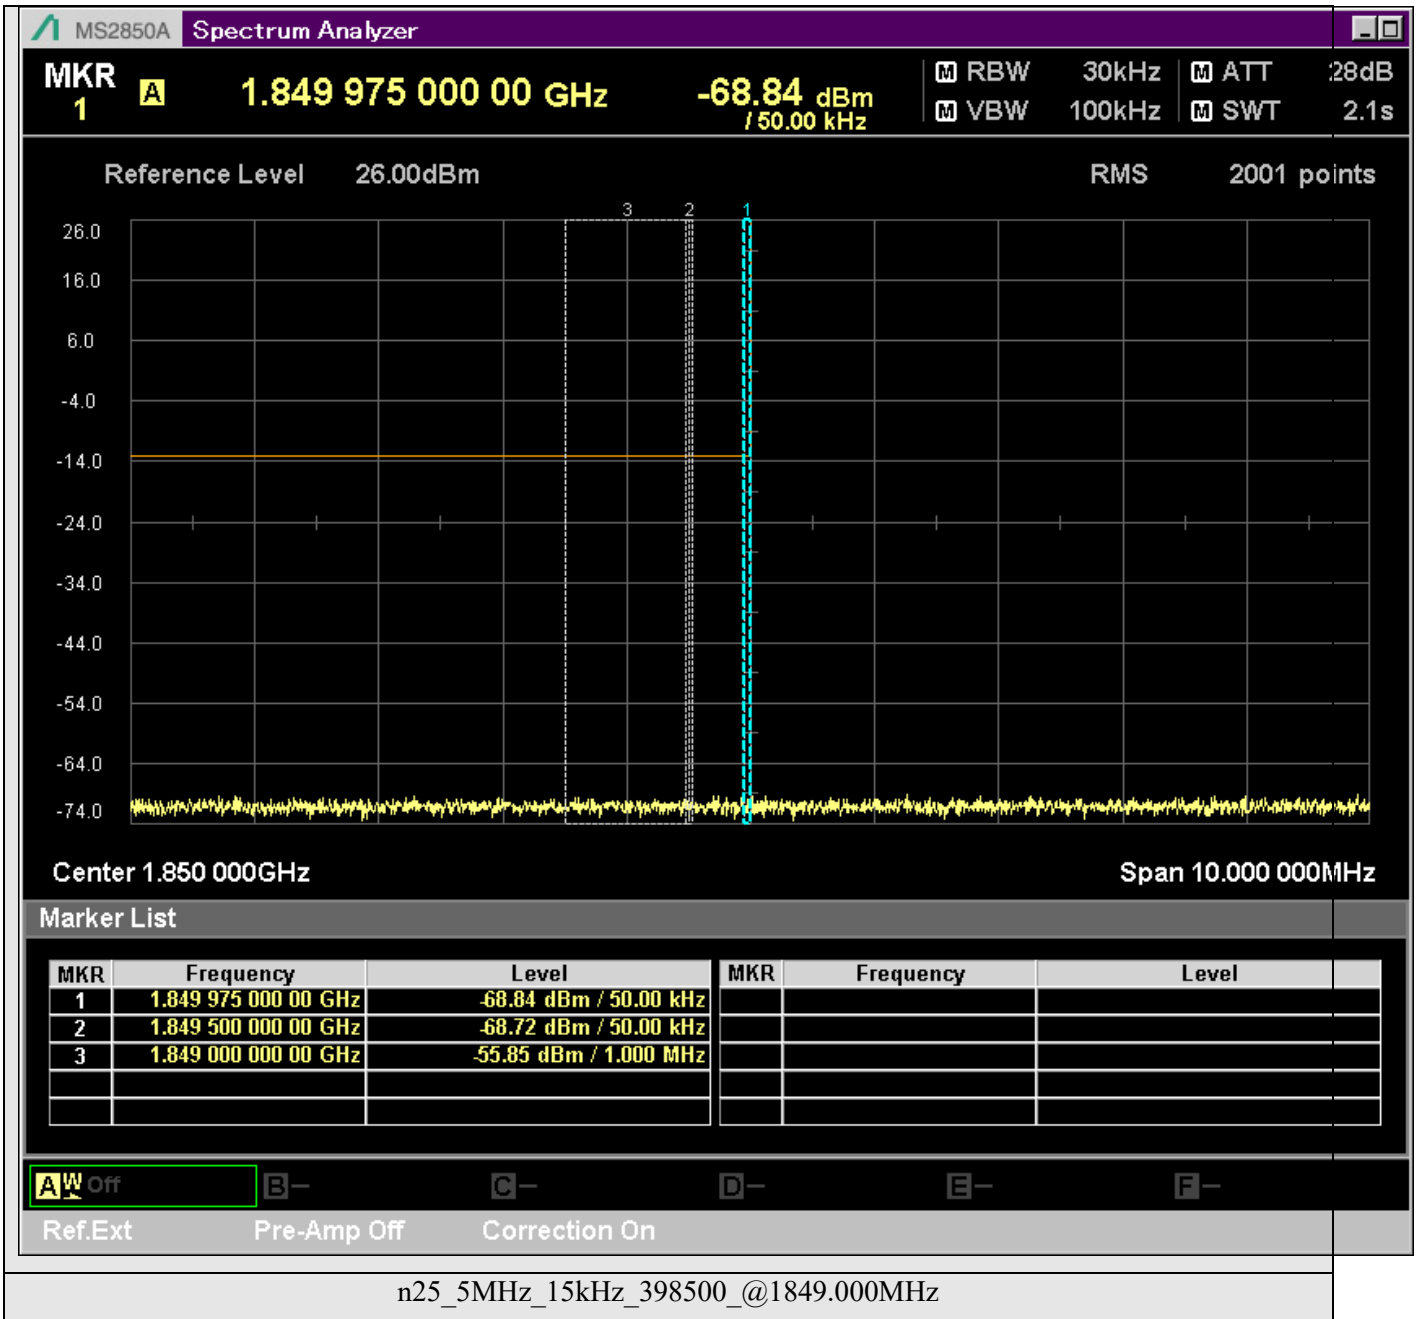 MS2850A Spectrum Analyzer
MKR 1 A 1.849 975 000 00 GHz -68.84 dBm / 50.00 kHz
M RBW 30kHz M ATT 28dB
M VBW 100kHz M SWT 2.1s
Reference Level 26.00dBm RMS 2001 points
3 2 1
26.0
16.0
6.0
-4.0
-14.0
-24.0
-34.0
-44.0
-54.0
-64.0
-74.0
Center 1.850 000GHz Span 10.000 000MHz
Marker List
MKR Frequency Level MKR Frequency Level
1 1.849 975 000 00 GHz -68.84 dBm / 50.00 kHz
2 1.849 500 000 00 GHz -68.72 dBm / 50.00 kHz
3 1.849 000 000 00 GHz -55.85 dBm / 1.000 MHz
A W Off B - C - D - E - F -
Ref.Ext Pre-Amp Off Correction On
n25_5MHz_15kHz_398500_@1849.000MHz